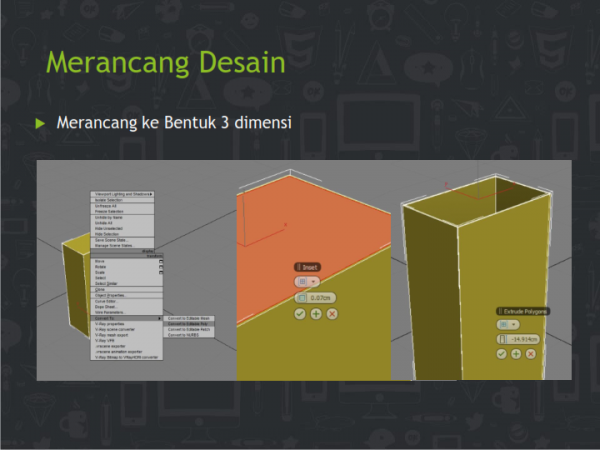 Merancang Desain
Merancang ke Bentuk 3 dimensi
Viewport Lighting and Shadows
Isolate Selection
Unfreeze All
Freeze Selection
Unhide by Name
Unhide All
Hide Unselected
Hide Selection
Save Scene State...
Manage Scene States...
display
transform
Move
Rotate
Scale
Select
Select Similar
Clone
Object Properties...
Curve Editor...
Dope Sheet...
Wire Parameters...
Convert To:
Convert to Editable Mesh
Convert to Editable Poly
Convert to Editable Patch
Convert to NURBS
V-Ray properties
V-Ray scene converter
V-Ray mesh export
V-Ray VFB
.vrscene exporter
.vrscene animation exporter
V-Ray Bitmap to VRayHDRI converter
Inset
0.07cm
Extrude Polygons
-14.914cm